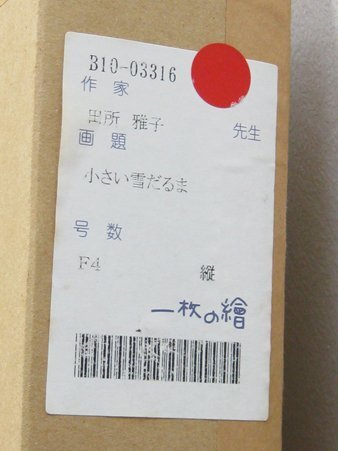 B10-03316
作家
出所 雅子 先生
画題
小さい雪だるま
号数
F4 縦
一枚の繪